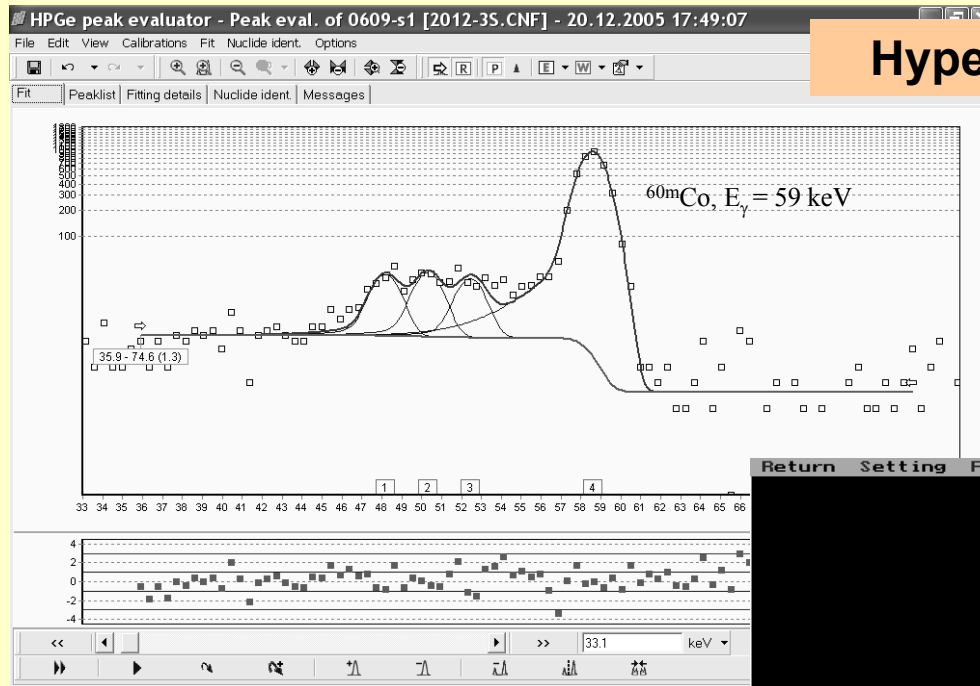 HPGe peak evaluator - Peak eval. of 0609-s1 [2012-3S.CNF] - 20.12.2005 17:49:07
Hype
File Edit View Calibrations Fit Nuclide ident. Options
R P E W
Fit Peaklist Fitting details Nuclide ident. Messages
400
300
200
100
60mCo, Eγ = 59 keV
35.9 - 74.6 (1.3)
1 2 3 4
33 34 35 36 37 38 39 40 41 42 43 44 45 46 47 48 49 50 51 52 53 54 55 56 57 58 59 60 61 62 63 64 65 66
Return Setting F
4
2
0
-2
-4
<< >> 33.1 keV